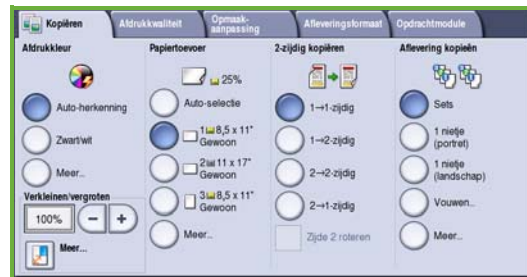 Kopiëren
Afdrukkwaliteit
Opmaak-
aanpassing
Afleveringsformaat
Opdrachtmodule
Afdrukkleur
Auto-herkenning
Zwart/wit
Meer...
Verkleinen/vergroten
100%
Meer...
Papiertoevoer
25%
Auto-selectie
1 8,5 x 11"
Gewoon
2 11 x 17"
Gewoon
3 8,5 x 11"
Gewoon
Meer...
2-zijdig kopiëren
1→1-zijdig
1→2-zijdig
2→2-zijdig
2→1-zijdig
Zijde 2 roteren
Aflevering kopieën
Sets
1 nietje
(portret)
1 nietje
(landschap)
Vouwen...
Meer...